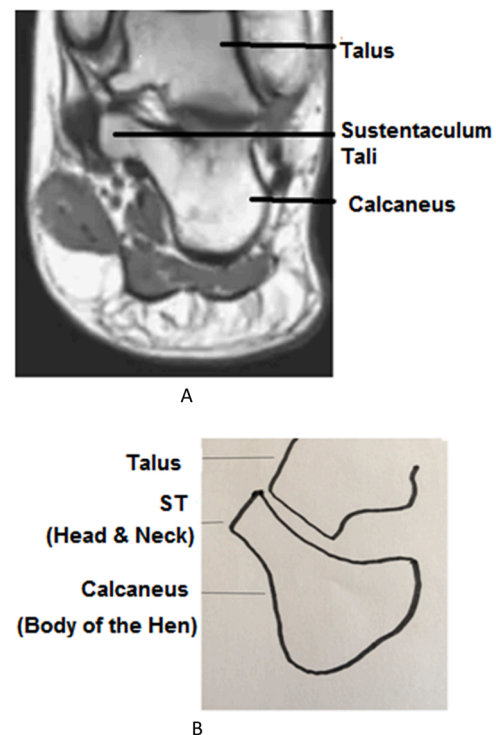 Talus
Sustentaculum
Tali
Calcaneus
A
Talus
ST
(Head & Neck)
Calcaneus
(Body of the Hen)
B